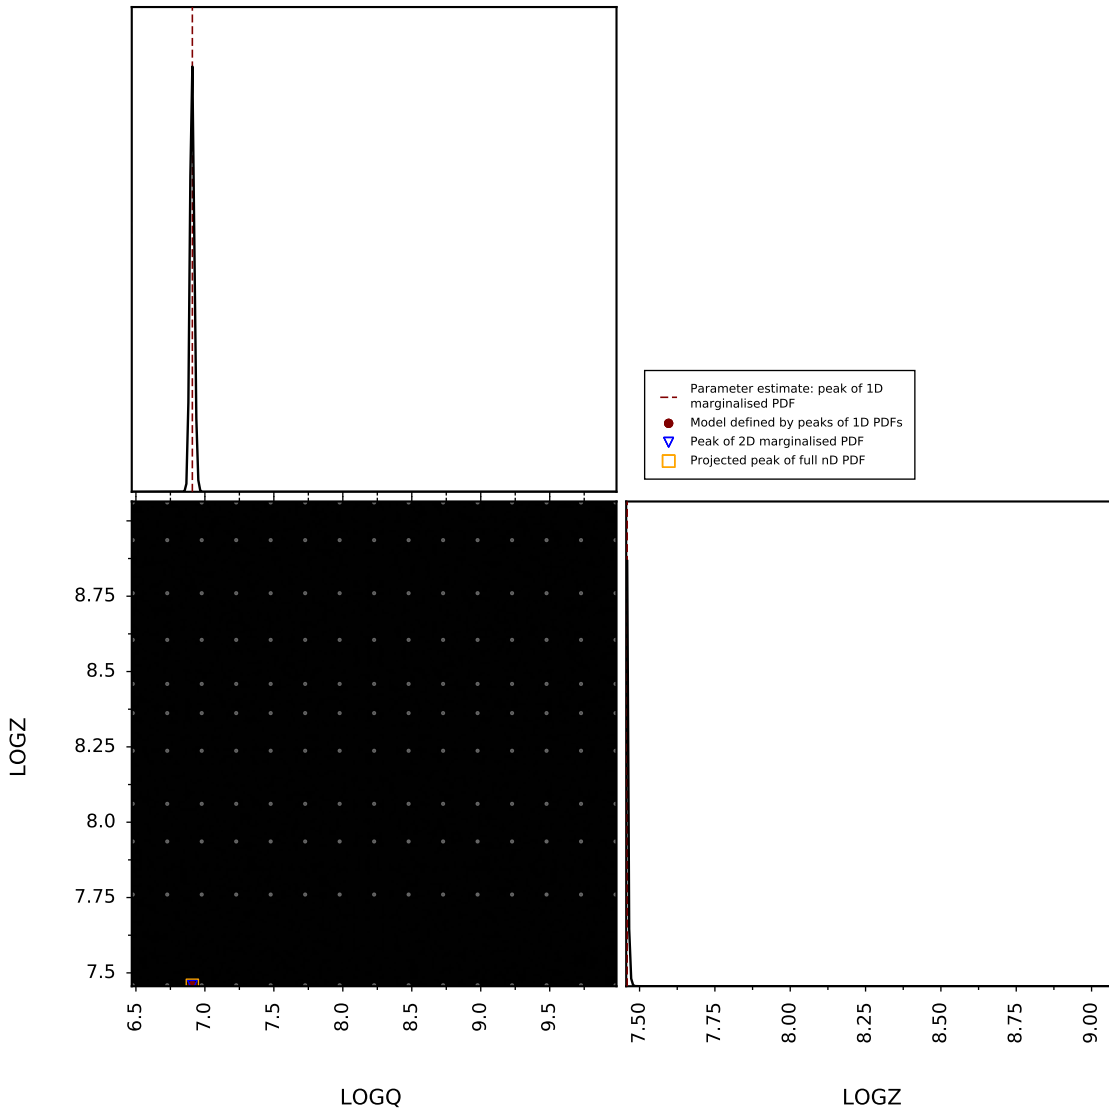 Parameter estimate: peak of 1D
marginalised PDF
Model defined by peaks of 1D PDFs
Peak of 2D marginalised PDF
Projected peak of full nD PDF
LOGZ
8.75
8.5
8.25
8.0
7.75
7.5
6.5 7.0 7.5 8.0 8.5 9.0 9.5
7.50 7.75 8.00 8.25 8.50 8.75 9.00
LOGQ
LOGZ